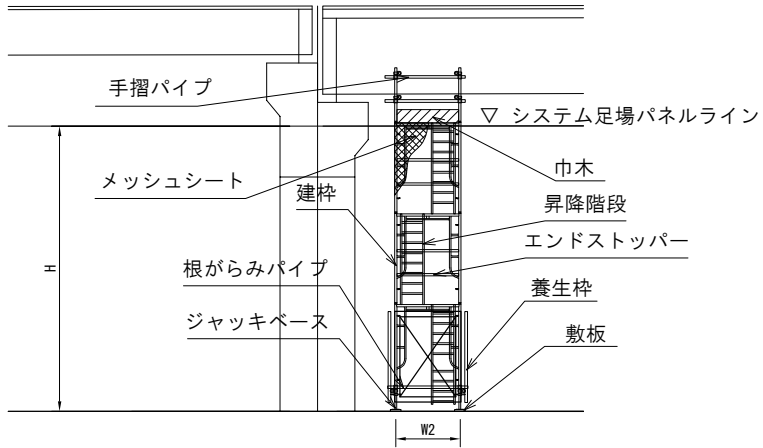 手摺パイプ
▽ システム足場パネルライン
巾木
メッシュシート
建枠
昇降階段
エンドストッパー
H
根がらみパイプ
養生枠
ジャッキベース
敷板
W2